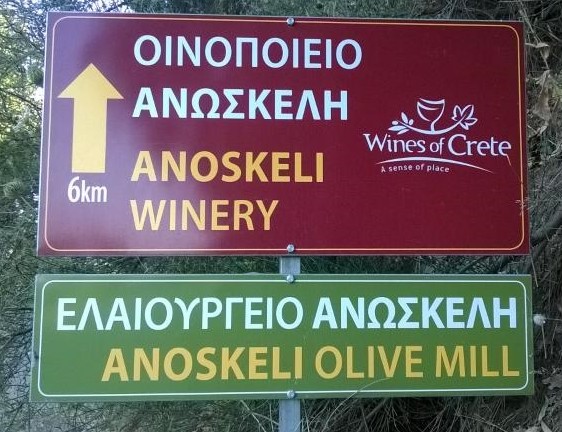 ΟΙΝΟΠΟΙΕΙΟ
ΑΝΩΣΚΕΛΗ
ANOSKELI
WINERY
6km
Wines of Crete
A sense of place
ΕΛΑΙΟΥΡΓΕΙΟ ΑΝΩΣΚΕΛΗ
ANOSKELI OLIVE MILL